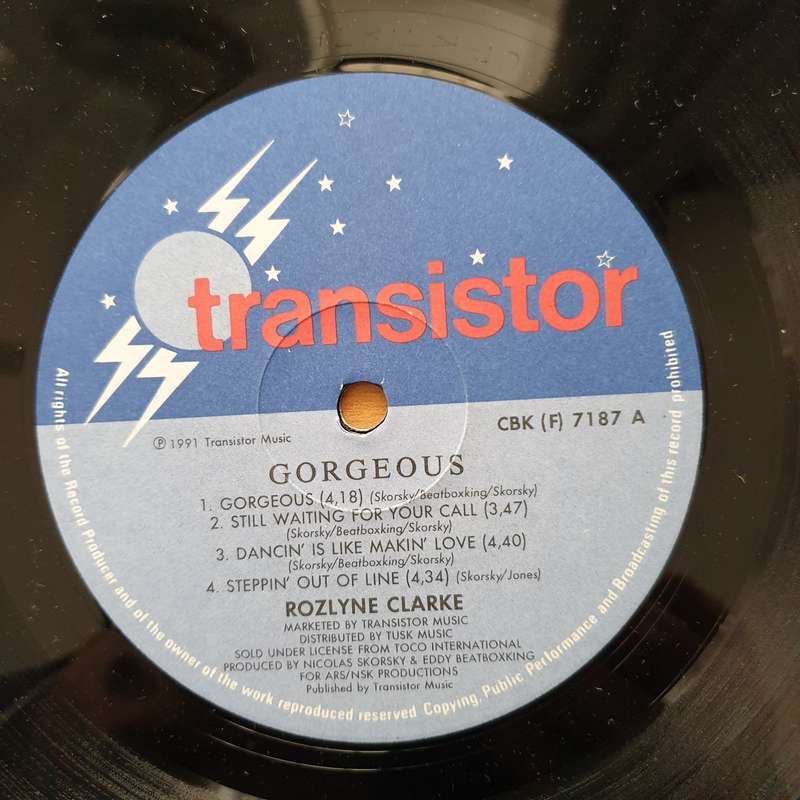 transistor
CBK (F) 7187 A
℗ 1991 Transistor Music
GORGEOUS
1. GORGEOUS (4,18) (Skorsky/Beatboxking/Skorsky)
2. STILL WAITING FOR YOUR CALL (3,47)
(Skorsky/Beatboxking/Skorsky)
3. DANCIN' IS LIKE MAKIN' LOVE (4,40)
(Skorsky/Beatboxking/Skorsky)
4. STEPPIN' OUT OF LINE (4,34) (Skorsky/Jones)
ROZLYNE CLARKE
MARKETED BY TRANSISTOR MUSIC
DISTRIBUTED BY TUSK MUSIC
SOLD UNDER LICENSE FROM TOCO INTERNATIONAL
PRODUCED BY NICOLAS SKORSKY & EDDY BEATBOXKING
FOR ARS/NSK PRODUCTIONS
Published by Transistor Music
All rights of the Record Producer and of the owner of the work reproduced reserved Copying, Public Performance and Broadcasting of this record prohibited